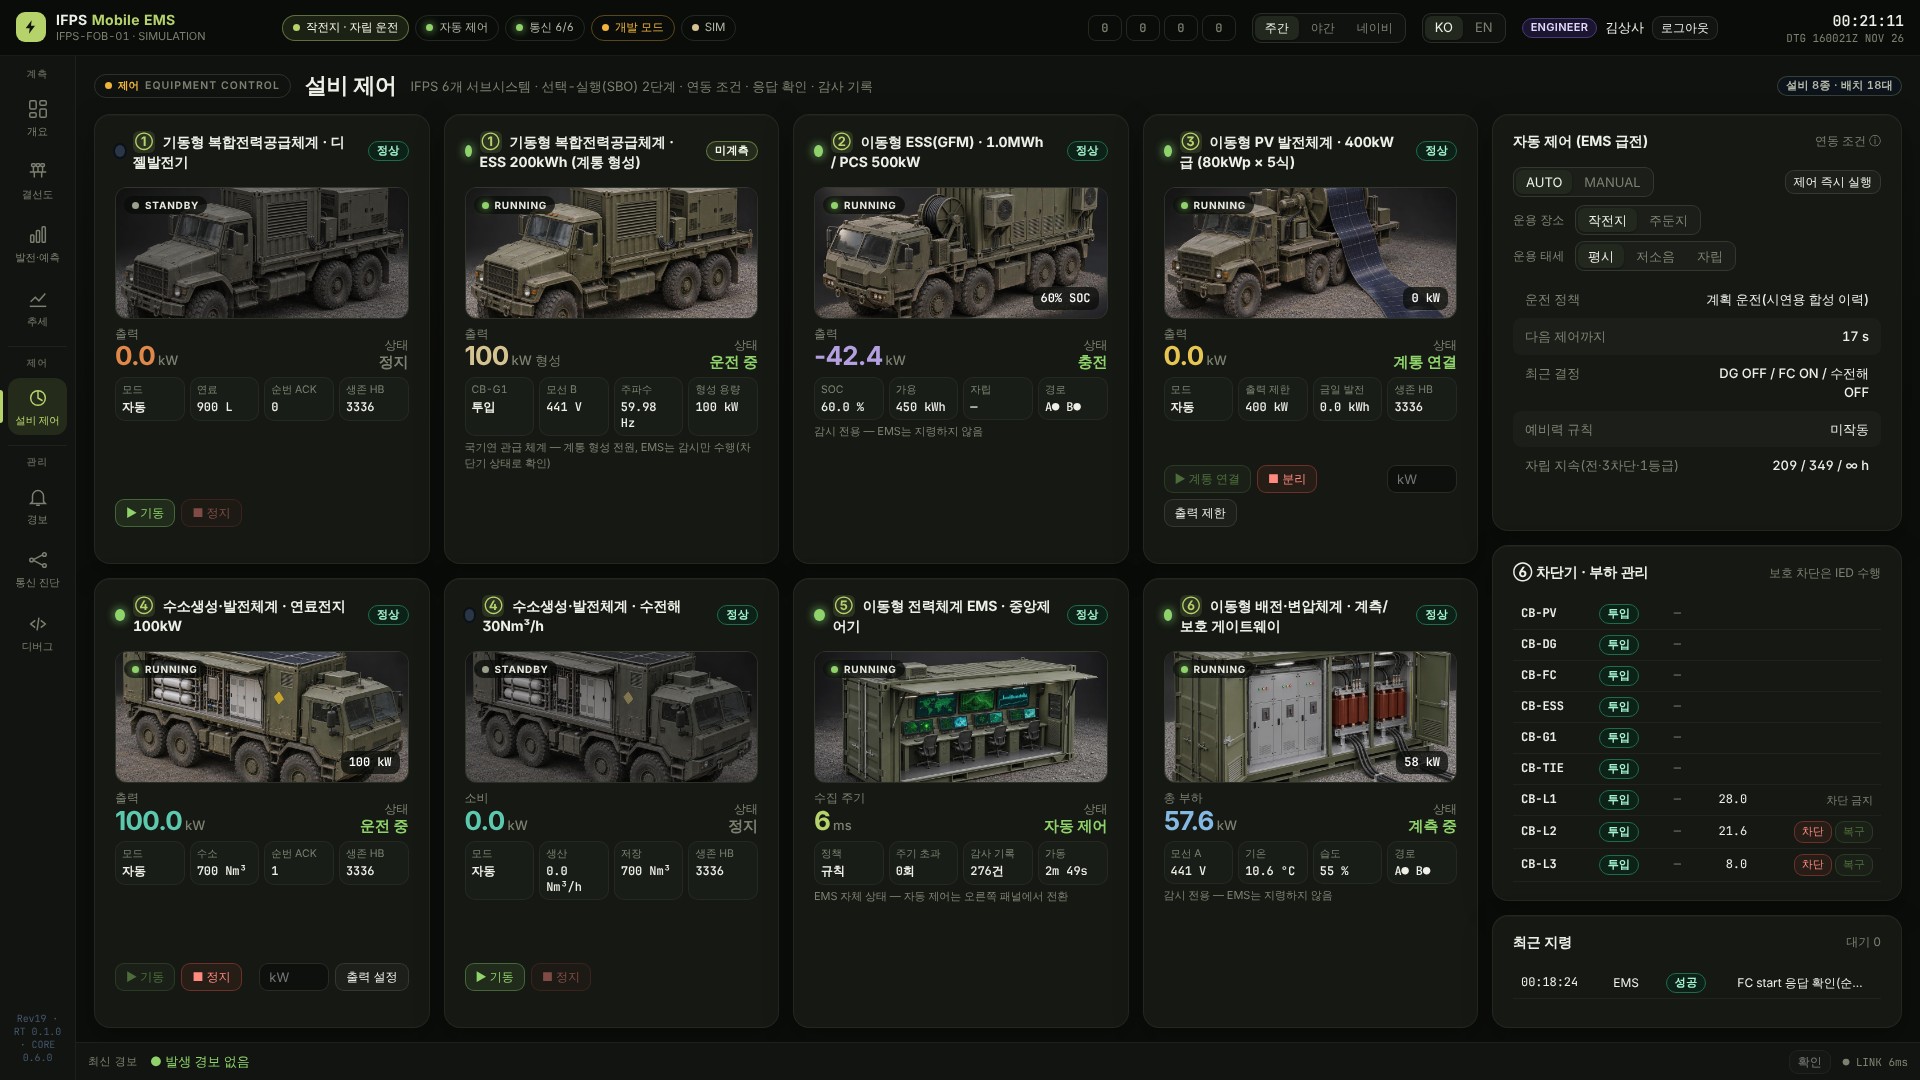 IFPS Mobile EMS
IFPS-FOB-01 · SIMULATION
작전지 · 자립 운전
자동 제어
통신 6/6
개발 모드
SIM
0 0 0 0
주간 야간 네이비
KO EN
ENGINEER 김상사 로그아웃
00:21:11
DTG 160021Z NOV 26
계측
개요
결선도
발전·예측
추세
제어
설비 제어
관리
경보
통신 진단
디버그
Rev19 ·
RT 0.1.0
· CORE
0.6.0
제어 EQUIPMENT CONTROL
설비 제어
IFPS 6개 서브시스템 · 선택-실행(SBO) 2단계 · 연동 조건 · 응답 확인 · 감사 기록
설비 8종 · 배치 18대
① 기동형 복합전력공급체계 · 디
젤발전기
정상
STANDBY
출력
0.0 kW
상태
정지
모드 자동
연료 900 L
순번 ACK 0
생존 HB 3336
▶ 기동 ■ 정지
① 기동형 복합전력공급체계 ·
ESS 200kWh (계통 형성)
미계측
RUNNING
출력
100 kW 형성
상태
운전 중
CB-G1 투입
모선 B 441 V
주파수 59.98 Hz
형성 용량 100 kW
국기연 관급 체계 — 계통 형성 전원, EMS는 감시만 수행(차
단기 상태로 확인)
② 이동형 ESS(GFM) · 1.0MWh
/ PCS 500kW
정상
RUNNING
60% SOC
출력
-42.4 kW
상태
충전
SOC 60.0 %
가용 450 kWh
자립 —
경로 A● B●
감시 전용 — EMS는 지령하지 않음
③ 이동형 PV 발전체계 · 400kW
급 (80kWp × 5식)
정상
RUNNING
0 kW
출력
0.0 kW
상태
계통 연결
모드 자동
출력 제한 400 kW
금일 발전 0.0 kWh
생존 HB 3336
▶ 계통 연결 ■ 분리 kW
출력 제한
④ 수소생성·발전체계 · 연료전지
100kW
정상
RUNNING
100 kW
출력
100.0 kW
상태
운전 중
모드 자동
수소 700 Nm³
순번 ACK 1
생존 HB 3336
▶ 기동 ■ 정지 kW 출력 설정
④ 수소생성·발전체계 · 수전해
30Nm³/h
정상
STANDBY
소비
0.0 kW
상태
정지
모드 자동
생산 0.0 Nm³/h
저장 700 Nm³
생존 HB 3336
▶ 기동 ■ 정지
⑤ 이동형 전력체계 EMS · 중앙제
어기
정상
RUNNING
수집 주기
6 ms
상태
자동 제어
정책 규칙
주기 초과 0회
감사 기록 276건
가동 2m 49s
EMS 자체 상태 — 자동 제어는 오른쪽 패널에서 전환
⑥ 이동형 배전·변압체계 · 계측/
보호 게이트웨이
정상
RUNNING
58 kW
총 부하
57.6 kW
상태
계측 중
모선 A 441 V
기온 10.6 °C
습도 55 %
경로 A● B●
감시 전용 — EMS는 지령하지 않음
자동 제어 (EMS 급전)
연동 조건 ⓘ
AUTO MANUAL
제어 즉시 실행
운용 장소 작전지 주둔지
운용 태세 평시 저소음 자립
운전 정책 계획 운전(시연용 합성 이력)
다음 제어까지 17 s
최근 결정 DG OFF / FC ON / 수전해
OFF
예비력 규칙 미작동
자립 지속(전·3차단·1등급) 209 / 349 / ∞ h
⑥ 차단기 · 부하 관리
보호 차단은 IED 수행
CB-PV 투입 —
CB-DG 투입 —
CB-FC 투입 —
CB-ESS 투입 —
CB-G1 투입 —
CB-TIE 투입 —
CB-L1 투입 — 28.0 차단 금지
CB-L2 투입 — 21.6 차단 복구
CB-L3 투입 — 8.0 차단 복구
최근 지령
대기 0
00:18:24 EMS 성공 FC start 응답 확인(순…
최신 경보 발생 경보 없음
확인
LINK 6ms